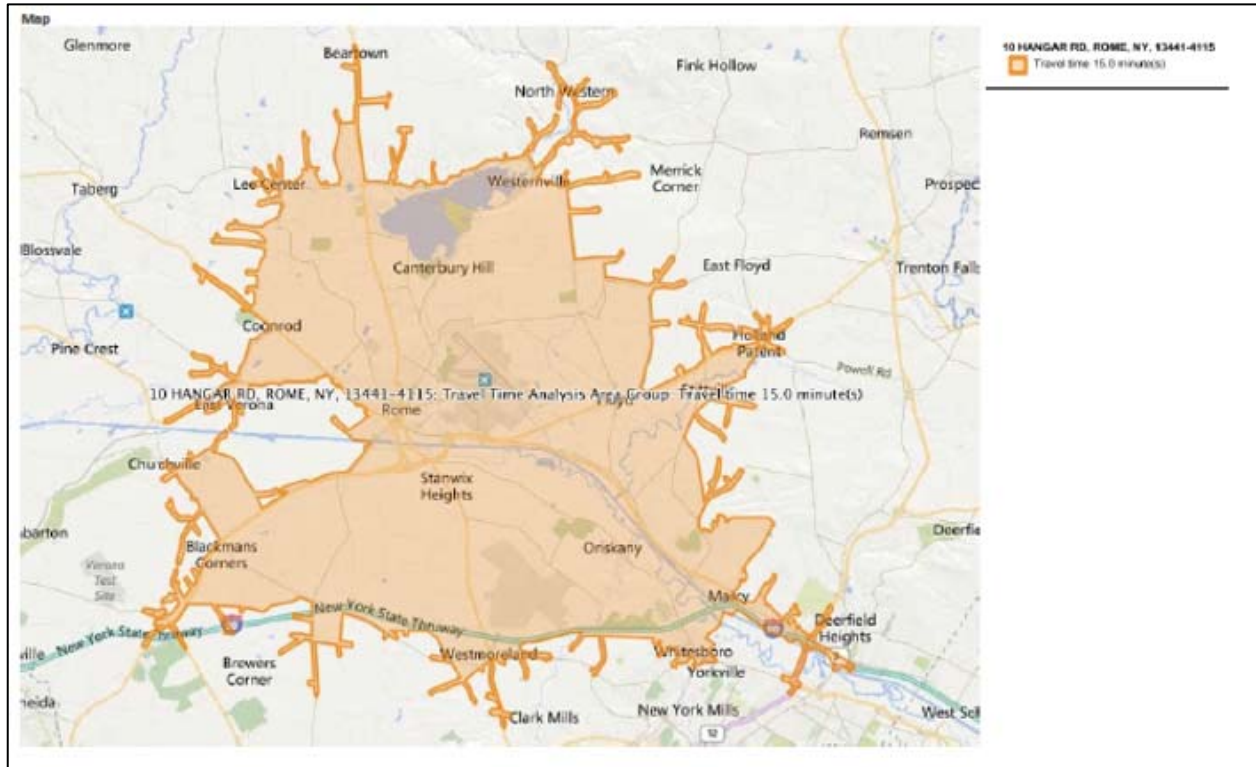 Map
10 HANGAR RD, ROME, NY, 13441-4115
Travel time 15.0 minute(s)
Glenmore
Beartown
Fink Hollow
North Western
Remsen
Merrick
Corner
Taberg
Lee Center
Westernville
Prospec
Blossvale
Canterbury Hill
East Floyd
Trenton Falls
Coonrod
Holland
Patent
Pine Crest
Powell Rd
10 HANGAR RD, ROME, NY, 13441-4115: Travel Time Analysis Area Group: Travel time 15.0 minute(s)
East Verona
Rome
Floyd
Churchville
Stanwix
Heights
barton
Blackmans
Corners
Oriskany
Deerfie
Verona
Test
Site
New York State Thruway
Marcy
Deerfield
Heights
New York State Thruway
ville
Brewers
Corner
Westmoreland
Whitesboro
Yorkville
neida
Clark Mills
New York Mills
West Sch
12